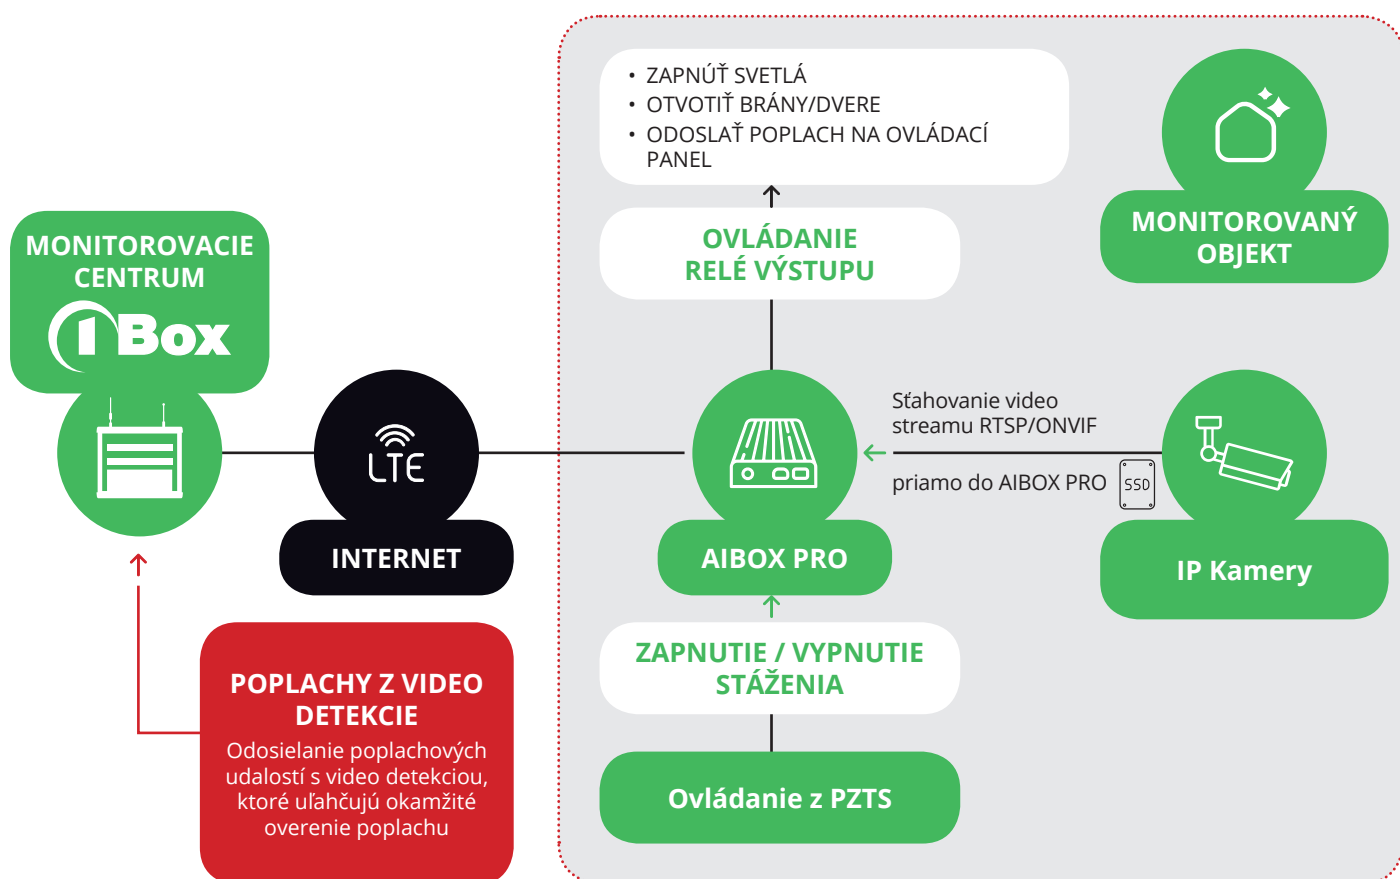 • ZAPNÚŤ SVETLÁ
• OTVOTIŤ BRÁNY/DVERE
• ODOSLAŤ POPLACH NA OVLÁDACÍ
PANEL
MONITOROVANÝ
OBJEKT
OVLÁDANIE
RELÉ VÝSTUPU
MONITOROVACIE
CENTRUM
1Box
LTE
INTERNET
AIBOX PRO
Sťahovanie video
streamu RTSP/ONVIF
priamo do AIBOX PRO
SSD
IP Kamery
ZAPNUTIE / VYPNUTIE
STÁŽENIA
Ovládanie z PZTS
POPLACHY Z VIDEO
DETEKCIE
Odosielanie poplachových
udalostí s video detekciou,
ktoré uľahčujú okamžité
overenie poplachu